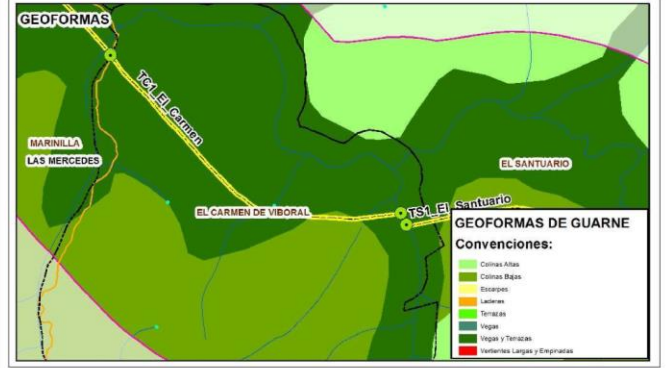 GEOFORMAS
TC1_El_Carmen
MARINILLA
LAS MERCEDES
EL SANTUARIO
EL CARMEN DE VIBORAL
TS1_El_Santuario
GEOFORMAS DE GUARNE
Convenciones:
Colinas Altas
Colinas Bajas
Escarpes
Laderas
Terrazas
Vegas
Vegas y Terrazas
Vertientes Largas y Empinadas